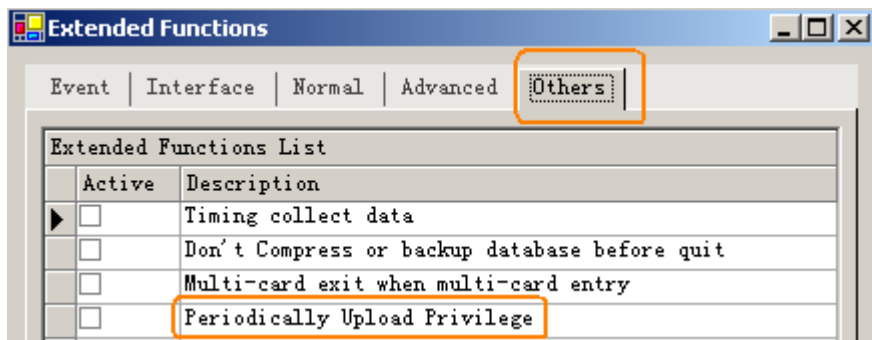 Extended Functions
Event Interface Normal Advanced Others
Extended Functions List
Active Description
Timing collect data
Don't Compress or backup database before quit
Multi-card exit when multi-card entry
Periodically Upload Privilege